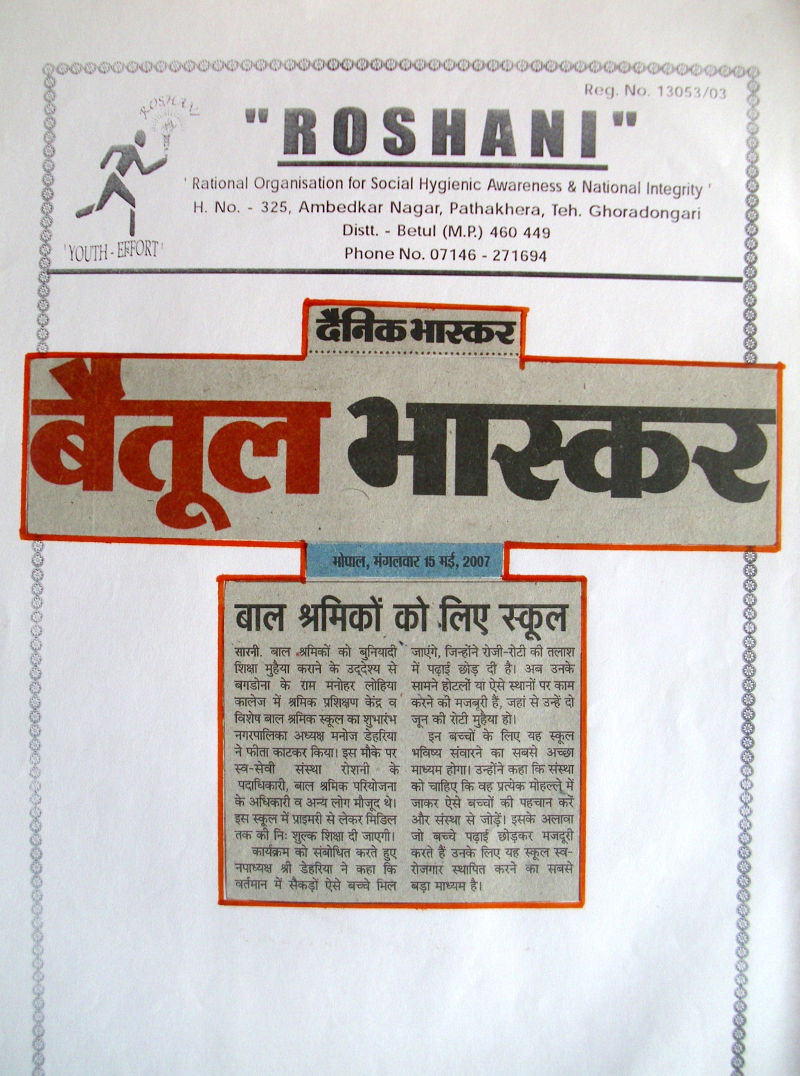 Reg. No. 13053/03
ROSHANI
"ROSHANI"
' Rational Organisation for Social Hygienic Awareness & National Integrity '
H. No. - 325, Ambedkar Nagar, Pathakhera, Teh. Ghoradongari
Distt. - Betul (M.P.) 460 449
Phone No. 07146 - 271694
'YOUTH - EFFORT'
दैनिक भास्कर
बैतूल भास्कर
भोपाल, मंगलवार 15 मई, 2007
बाल श्रमिकों को लिए स्कूल
सारनी. बाल श्रमिकों को बुनियादी
शिक्षा मुहैया कराने के उद्देश्य से
बगडोना के राम मनोहर लोहिया
कालेज में श्रमिक प्रशिक्षण केंद्र व
विशेष बाल श्रमिक स्कूल का शुभारंभ
नगरपालिका अध्यक्ष मनोज डेहरिया
ने फीता काटकर किया। इस मौके पर
स्व-सेवी संस्था रोशनी के
पदाधिकारी, बाल श्रमिक परियोजना
के अधिकारी व अन्य लोग मौजूद थे।
इस स्कूल में प्राइमरी से लेकर मिडिल
तक की निः शुल्क शिक्षा दी जाएगी।
कार्यक्रम को संबोधित करते हुए
नपाध्यक्ष श्री डेहरिया ने कहा कि
वर्तमान में सैकड़ों ऐसे बच्चे मिल
जाएंगे, जिन्होंने रोजी-रोटी की तलाश
में पढ़ाई छोड़ दी है। अब उनके
सामने होटलों या ऐसे स्थानों पर काम
करने की मजबूरी है, जहां से उन्हें दो
जून की रोटी मुहैया हो।
इन बच्चों के लिए यह स्कूल
भविष्य संवारने का सबसे अच्छा
माध्यम होगा। उन्होंने कहा कि संस्था
को चाहिए कि वह प्रत्येक मोहल्ले में
जाकर ऐसे बच्चों की पहचान करें
और संस्था से जोड़ें। इसके अलावा
जो बच्चे पढ़ाई छोड़कर मजदूरी
करते हैं उनके लिए यह स्कूल स्व-
रोजगार स्थापित करने का सबसे
बड़ा माध्यम है।